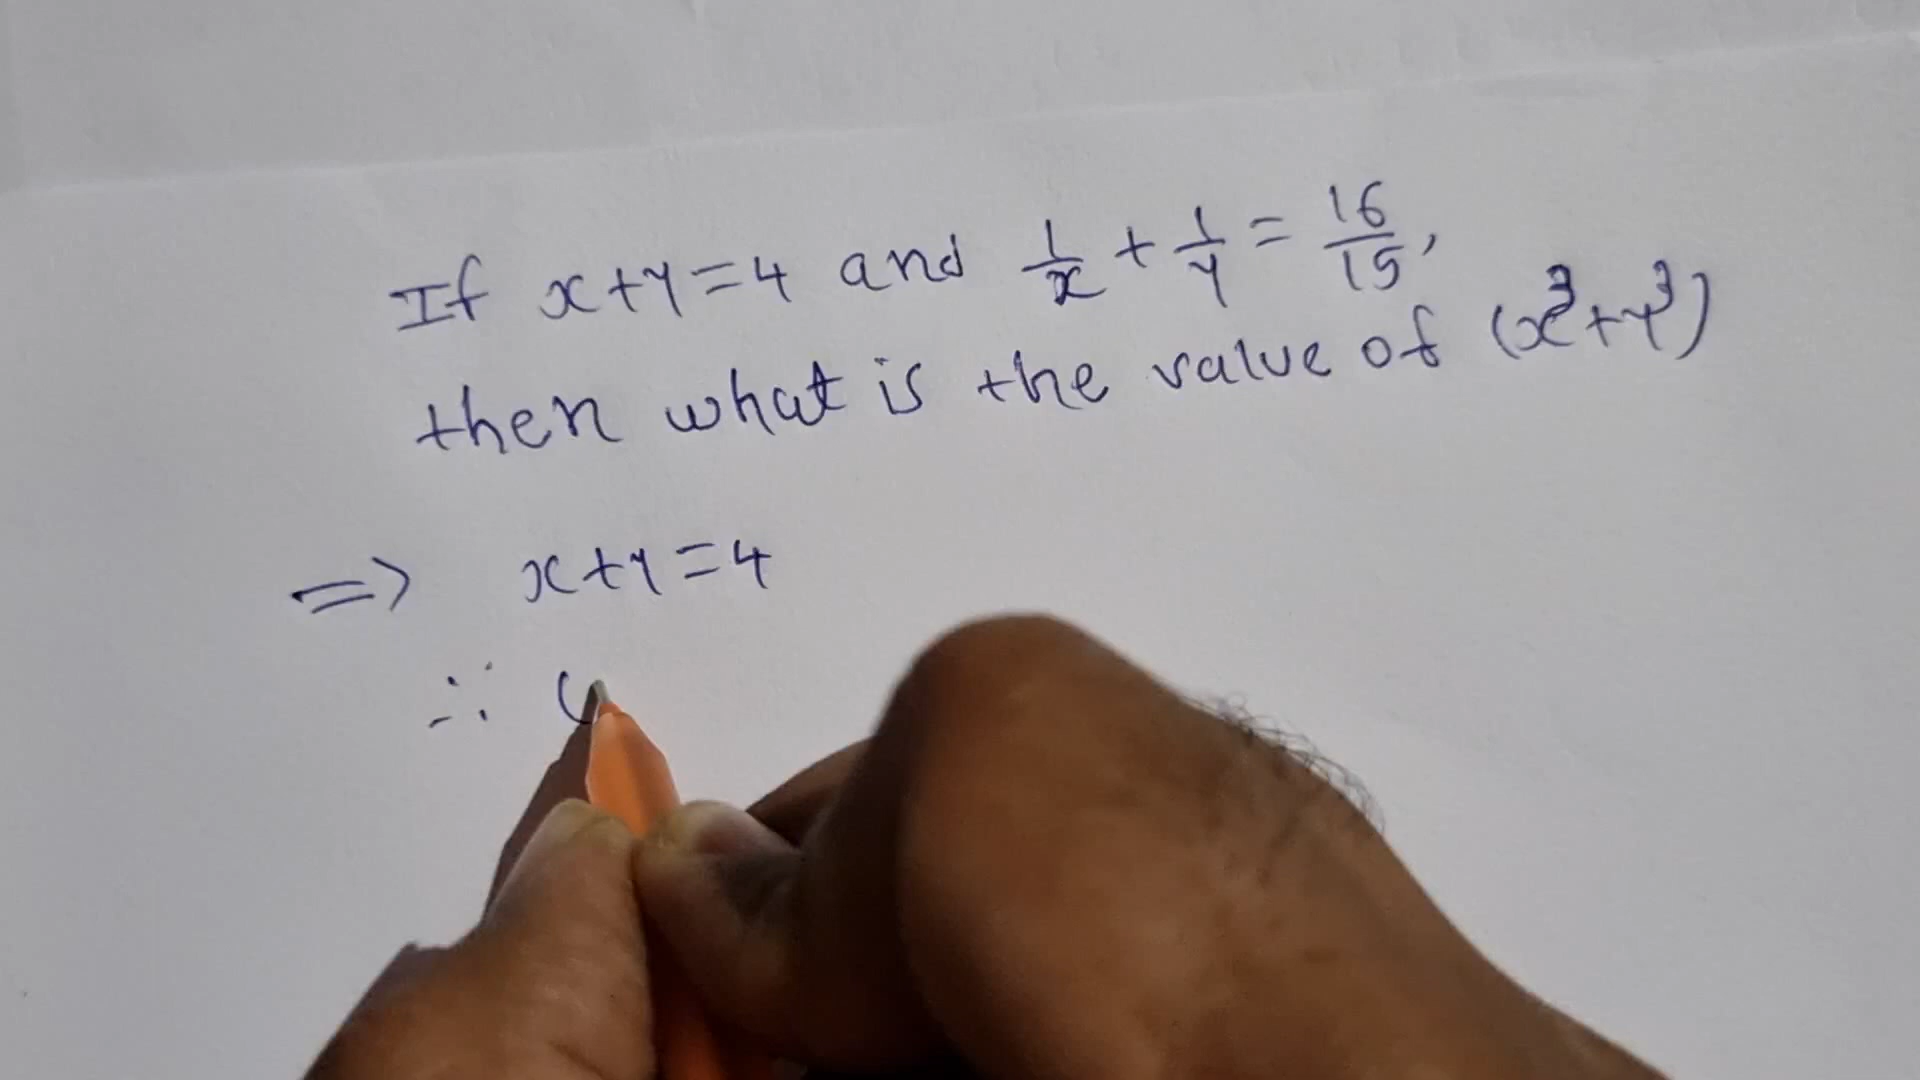 If x+y=4 and 1/x + 1/y = 16/15,
then what is the value of (x³+y³)
⇒ x+y=4
∴ (